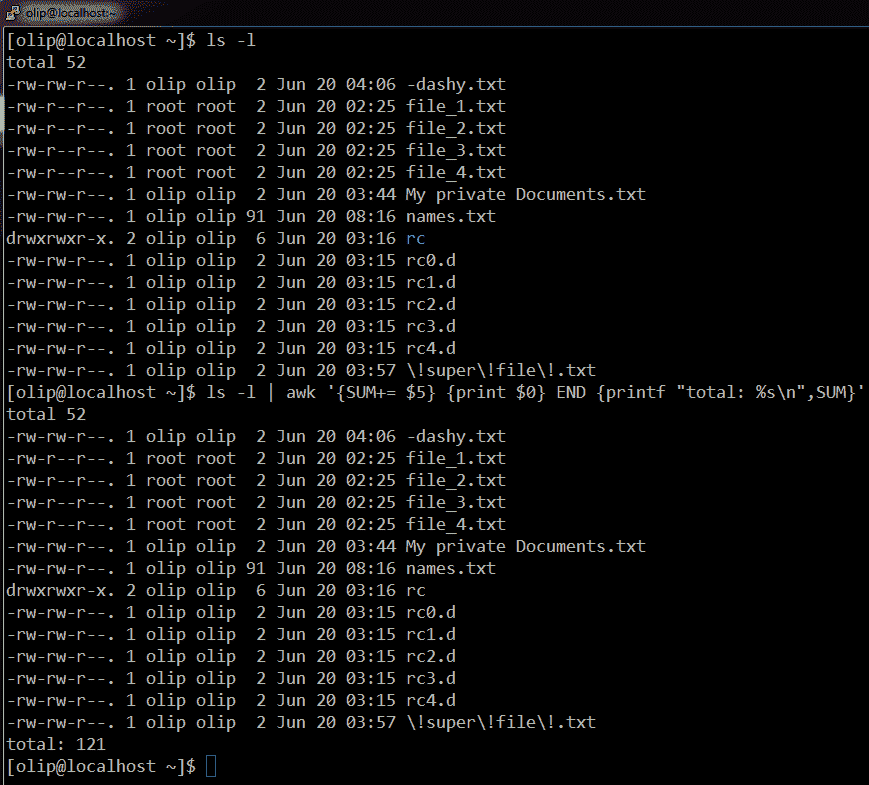 olip@localhost:~
[olip@localhost ~]$ ls -l
total 52
-rw-rw-r--. 1 olip olip  2 Jun 20 04:06 -dashy.txt
-rw-r--r--. 1 root root  2 Jun 20 02:25 file_1.txt
-rw-r--r--. 1 root root  2 Jun 20 02:25 file_2.txt
-rw-r--r--. 1 root root  2 Jun 20 02:25 file_3.txt
-rw-r--r--. 1 root root  2 Jun 20 02:25 file_4.txt
-rw-rw-r--. 1 olip olip  2 Jun 20 03:44 My private Documents.txt
-rw-rw-r--. 1 olip olip 91 Jun 20 08:16 names.txt
drwxrwxr-x. 2 olip olip  6 Jun 20 03:16 rc
-rw-rw-r--. 1 olip olip  2 Jun 20 03:15 rc0.d
-rw-rw-r--. 1 olip olip  2 Jun 20 03:15 rc1.d
-rw-rw-r--. 1 olip olip  2 Jun 20 03:15 rc2.d
-rw-rw-r--. 1 olip olip  2 Jun 20 03:15 rc3.d
-rw-rw-r--. 1 olip olip  2 Jun 20 03:15 rc4.d
-rw-rw-r--. 1 olip olip  2 Jun 20 03:57 \!super\!file\!.txt
[olip@localhost ~]$ ls -l | awk '{SUM+= $5} {print $0} END {printf "total: %s\n",SUM}'
total 52
-rw-rw-r--. 1 olip olip  2 Jun 20 04:06 -dashy.txt
-rw-r--r--. 1 root root  2 Jun 20 02:25 file_1.txt
-rw-r--r--. 1 root root  2 Jun 20 02:25 file_2.txt
-rw-r--r--. 1 root root  2 Jun 20 02:25 file_3.txt
-rw-r--r--. 1 root root  2 Jun 20 02:25 file_4.txt
-rw-rw-r--. 1 olip olip  2 Jun 20 03:44 My private Documents.txt
-rw-rw-r--. 1 olip olip 91 Jun 20 08:16 names.txt
drwxrwxr-x. 2 olip olip  6 Jun 20 03:16 rc
-rw-rw-r--. 1 olip olip  2 Jun 20 03:15 rc0.d
-rw-rw-r--. 1 olip olip  2 Jun 20 03:15 rc1.d
-rw-rw-r--. 1 olip olip  2 Jun 20 03:15 rc2.d
-rw-rw-r--. 1 olip olip  2 Jun 20 03:15 rc3.d
-rw-rw-r--. 1 olip olip  2 Jun 20 03:15 rc4.d
-rw-rw-r--. 1 olip olip  2 Jun 20 03:57 \!super\!file\!.txt
total: 121
[olip@localhost ~]$